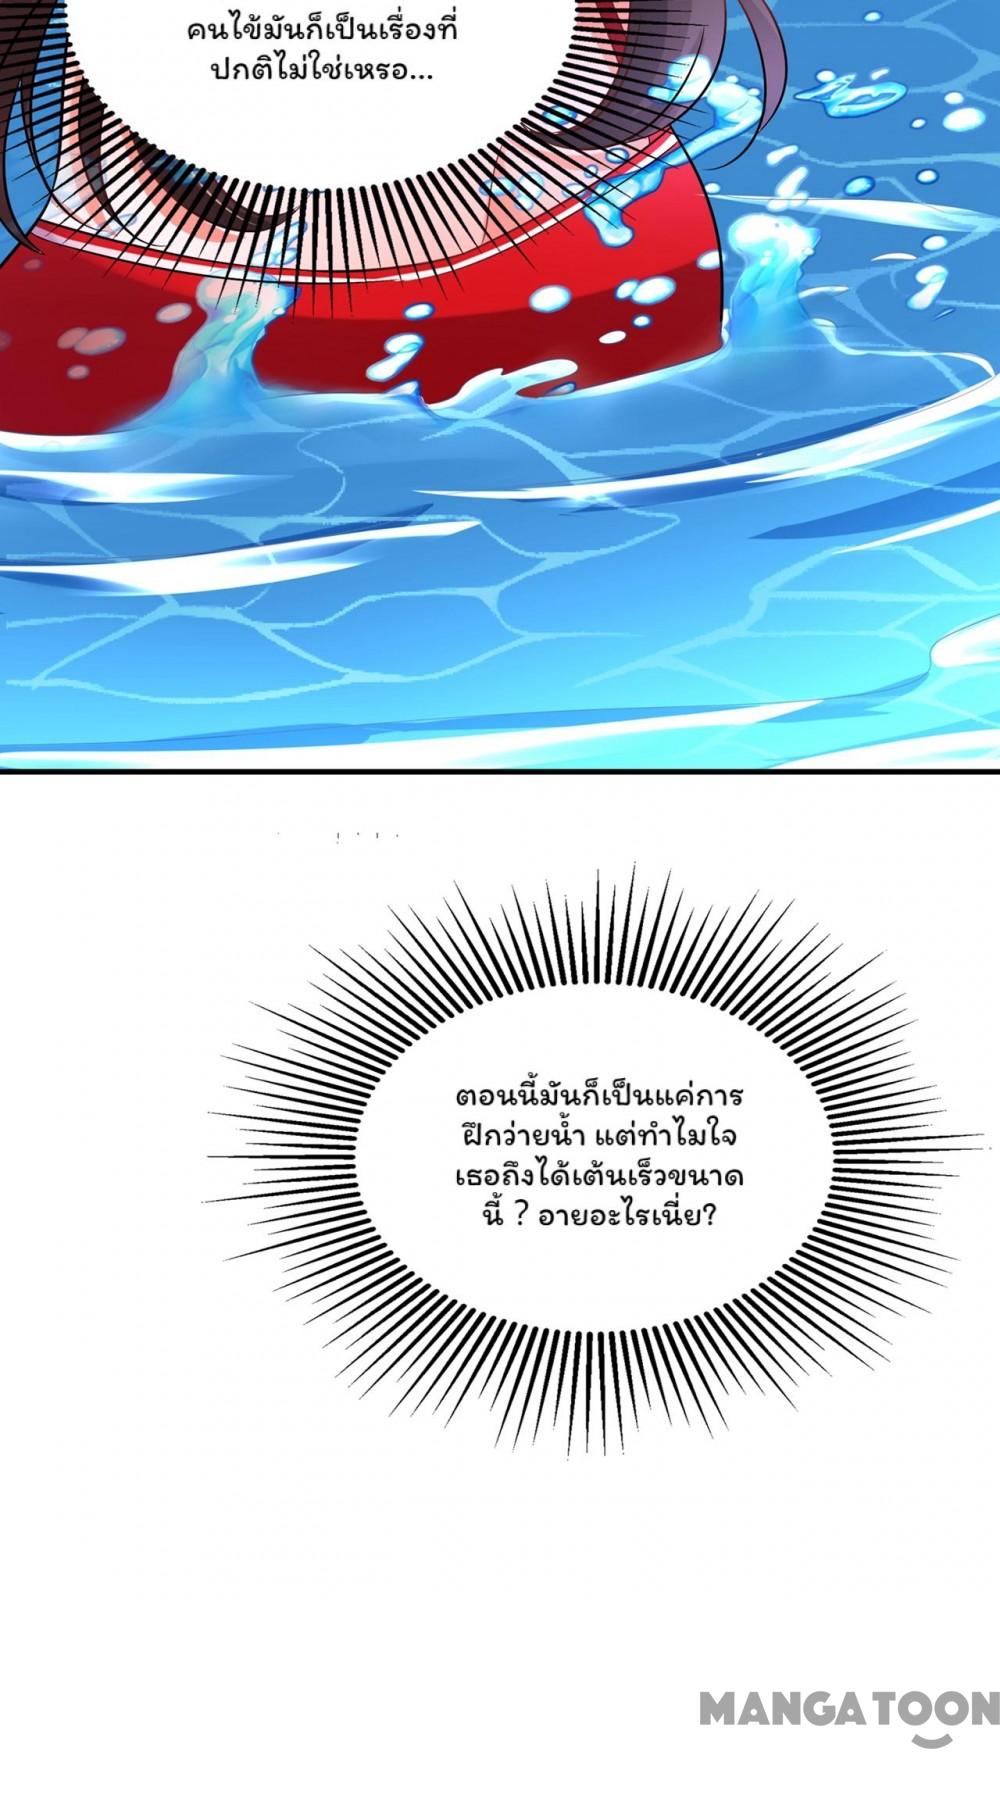 คนไข้มันก็เป็นเรื่องที่
ปกติไม่ใช่เหรอ...
ตอนนี้มันก็เป็นแค่การ
ฝึกว่ายน้ำ แต่ทำไมใจ
เธอถึงได้เต้นเร็วขนาด
นี้ ? อายอะไรเนี่ย?
MANGATOON